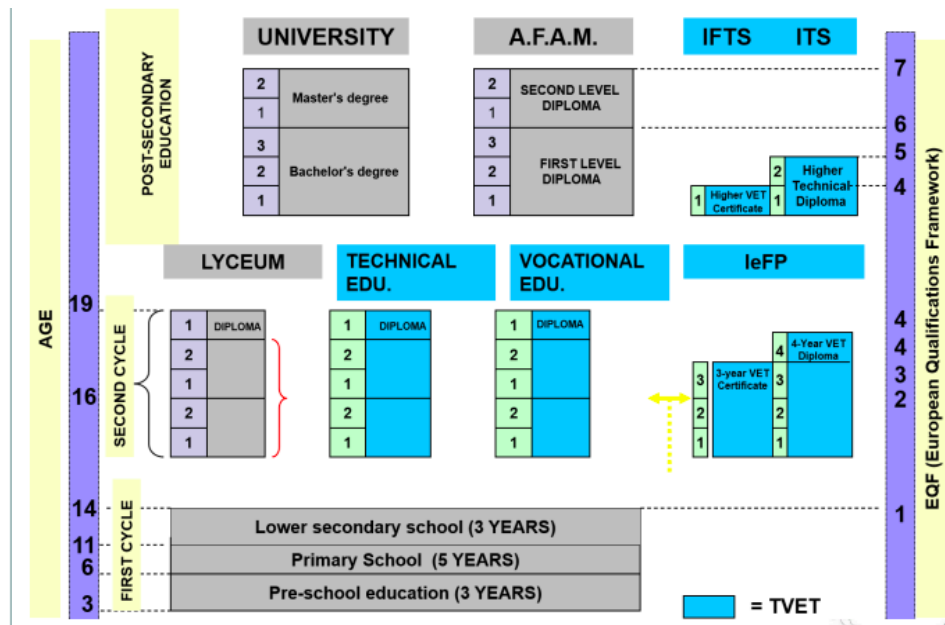 UNIVERSITY
A.F.A.M.
IFTS
ITS
POST-SECONDARY
EDUCATION
2
1
Master's degree
3
2
1
Bachelor's degree
2
1
SECOND LEVEL
DIPLOMA
3
2
1
FIRST LEVEL
DIPLOMA
1
Higher VET
Certificate
2
1
Higher
Technical
Diploma
7
6
5
4
LYCEUM
TECHNICAL
EDU.
VOCATIONAL
EDU.
IeFP
AGE
19
16
SECOND CYCLE
1
DIPLOMA
2
1
2
1
1
DIPLOMA
2
1
2
1
1
DIPLOMA
2
1
2
1
3
2
1
3-year VET
Certificate
4
3
2
1
4-Year VET
Diploma
4
4
3
2
EQF (European Qualifications Framework)
14
11
6
3
FIRST CYCLE
Lower secondary school (3 YEARS)
Primary School (5 YEARS)
Pre-school education (3 YEARS)
1
= TVET